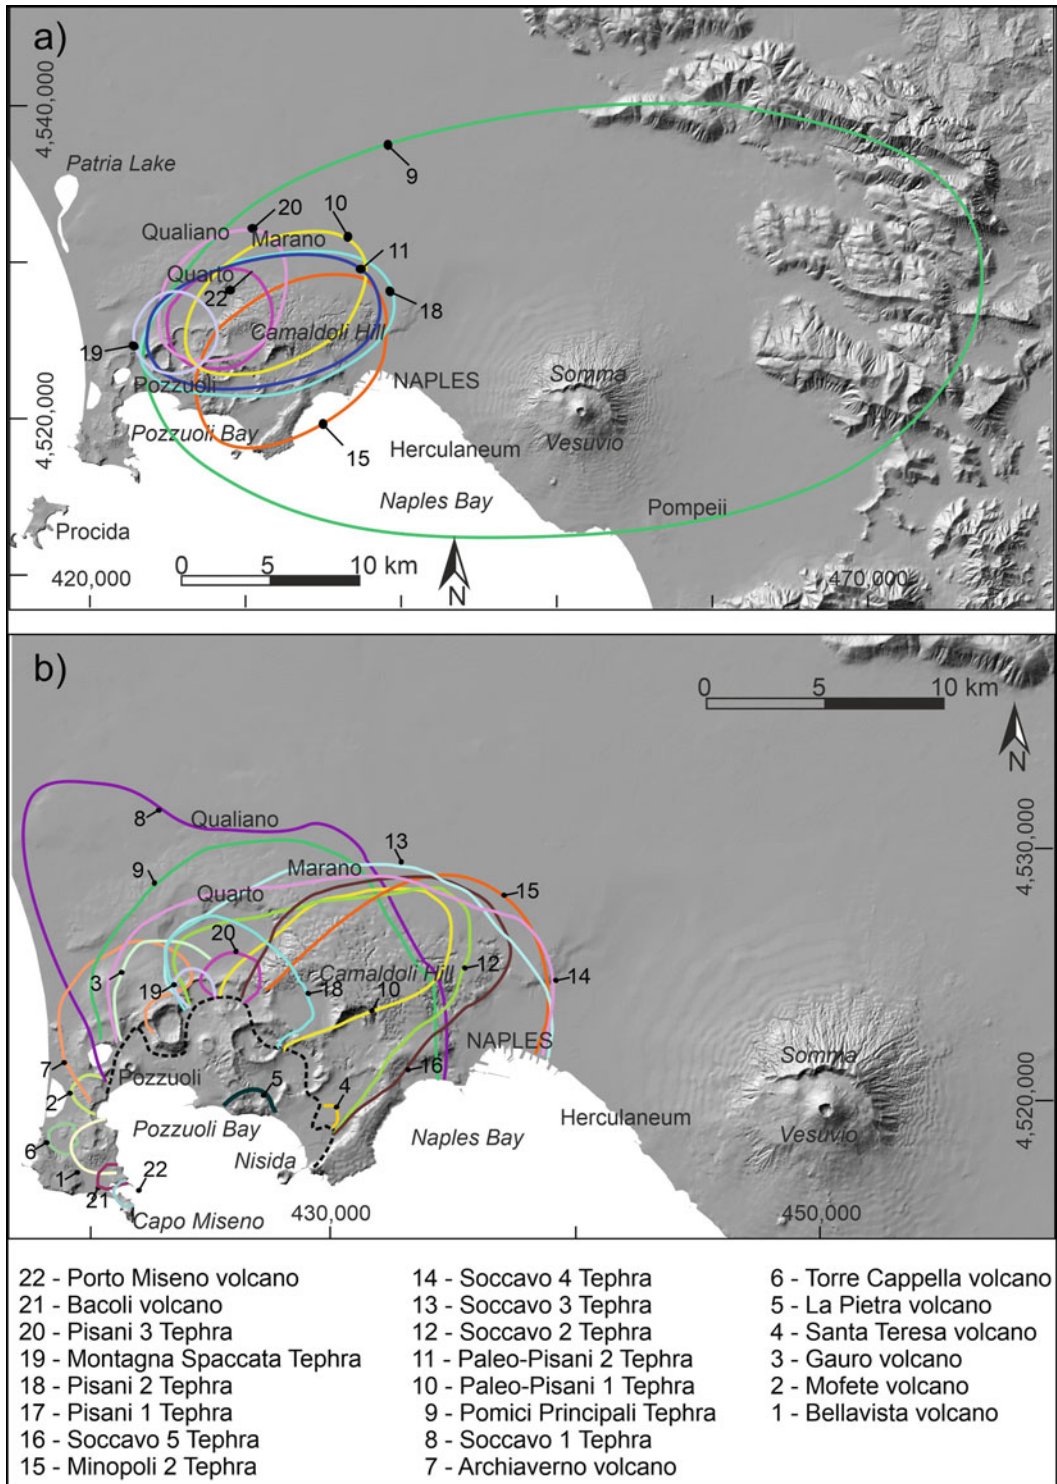 a)
4,540,000
Patria Lake
9
20
10
Qualiano
Marano
11
Quarto
22
18
Camaldoli Hill
19
Pozzuoli
NAPLES
Somma
4,520,000
Pozzuoli Bay
15
Herculaneum
Vesuvio
Naples Bay
Pompeii
Procida
0 5 10 km
420,000
N
470,000
b)
0 5 10 km
N
8
Qualiano
4,530,000
13
9
Marano
Quarto
15
20
3
Camaldoli Hill
12
14
19
18
10
NAPLES
7
Pozzuoli
16
Somma
2
5
4
Herculaneum
4,520,000
Pozzuoli Bay
Naples Bay
Vesuvio
6
Nisida
1
22
21
Capo Miseno
430,000
450,000
22 - Porto Miseno volcano
21 - Bacoli volcano
20 - Pisani 3 Tephra
19 - Montagna Spaccata Tephra
18 - Pisani 2 Tephra
17 - Pisani 1 Tephra
16 - Soccavo 5 Tephra
15 - Minopoli 2 Tephra
14 - Soccavo 4 Tephra
13 - Soccavo 3 Tephra
12 - Soccavo 2 Tephra
11 - Paleo-Pisani 2 Tephra
10 - Paleo-Pisani 1 Tephra
9 - Pomici Principali Tephra
8 - Soccavo 1 Tephra
7 - Archiaverno volcano
6 - Torre Cappella volcano
5 - La Pietra volcano
4 - Santa Teresa volcano
3 - Gauro volcano
2 - Mofete volcano
1 - Bellavista volcano